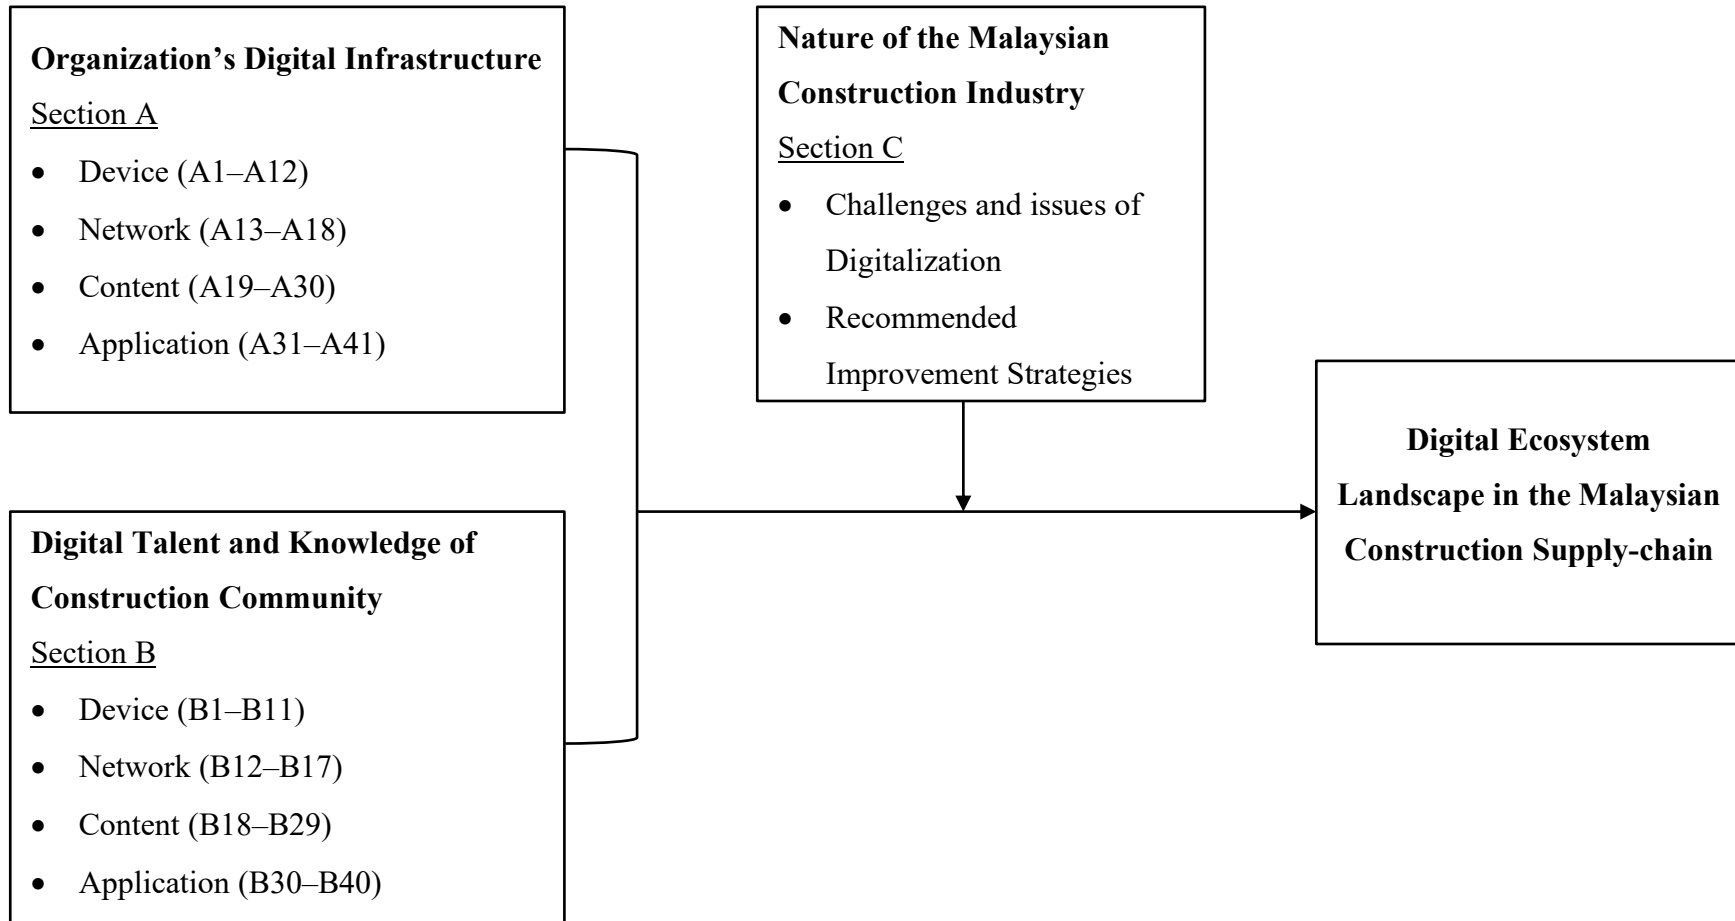 Organization’s Digital Infrastructure
Section A
• Device (A1–A12)
• Network (A13–A18)
• Content (A19–A30)
• Application (A31–A41)
Digital Talent and Knowledge of
Construction Community
Section B
• Device (B1–B11)
• Network (B12–B17)
• Content (B18–B29)
• Application (B30–B40)
Nature of the Malaysian
Construction Industry
Section C
• Challenges and issues of
Digitalization
• Recommended
Improvement Strategies
Digital Ecosystem
Landscape in the Malaysian
Construction Supply-chain